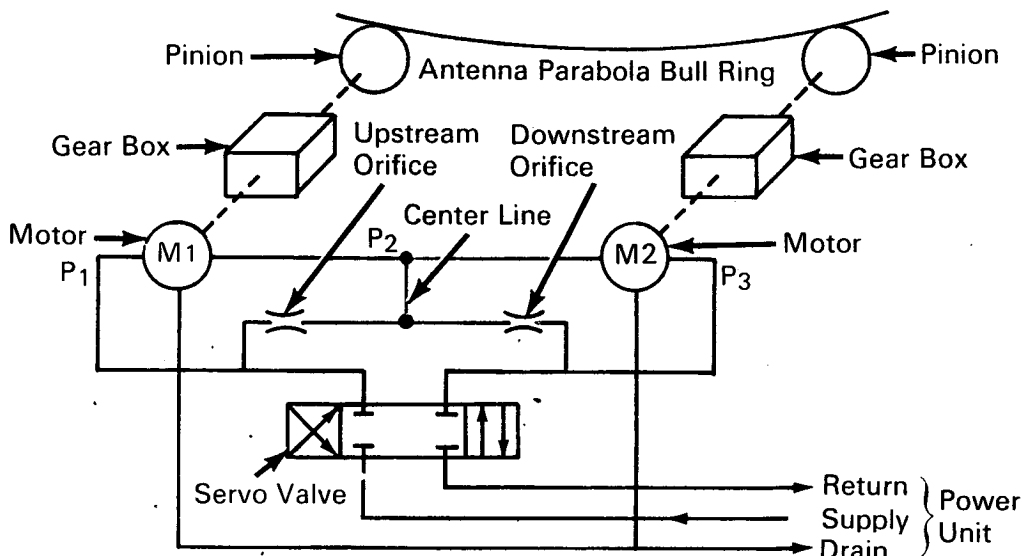 Pinion
Antenna Parabola Bull Ring
Pinion
Gear Box
Upstream
Orifice
Downstream
Orifice
Gear Box
Center Line
Motor
M1
P2
M2
Motor
P1
P3
Servo Valve
Return
Supply
Drain
Power
Unit